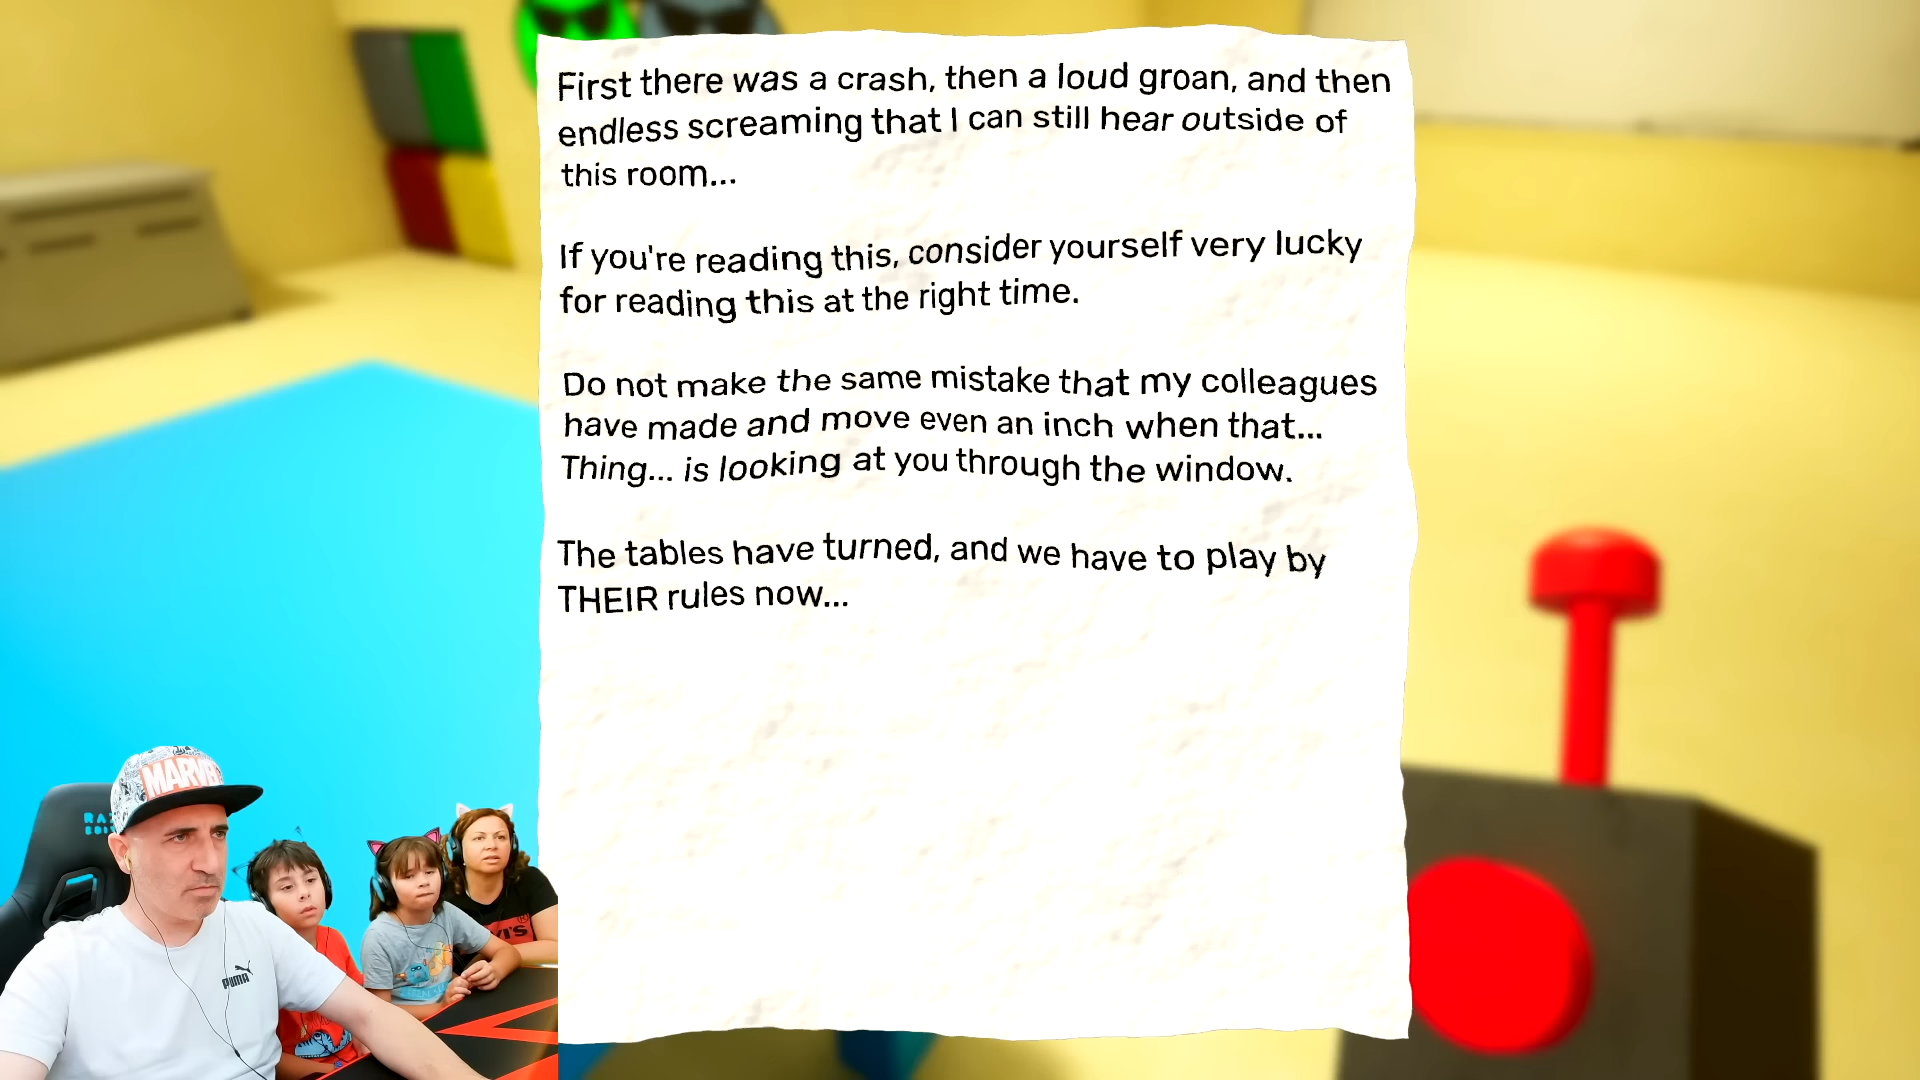 First there was a crash, then a loud groan, and then
endless screaming that I can still hear outside of
this room...
If you're reading this, consider yourself very lucky
for reading this at the right time.
Do not make the same mistake that my colleagues
have made and move even an inch when that...
Thing... is looking at you through the window.
The tables have turned, and we have to play by
THEIR rules now...
MARVEL
PUMA